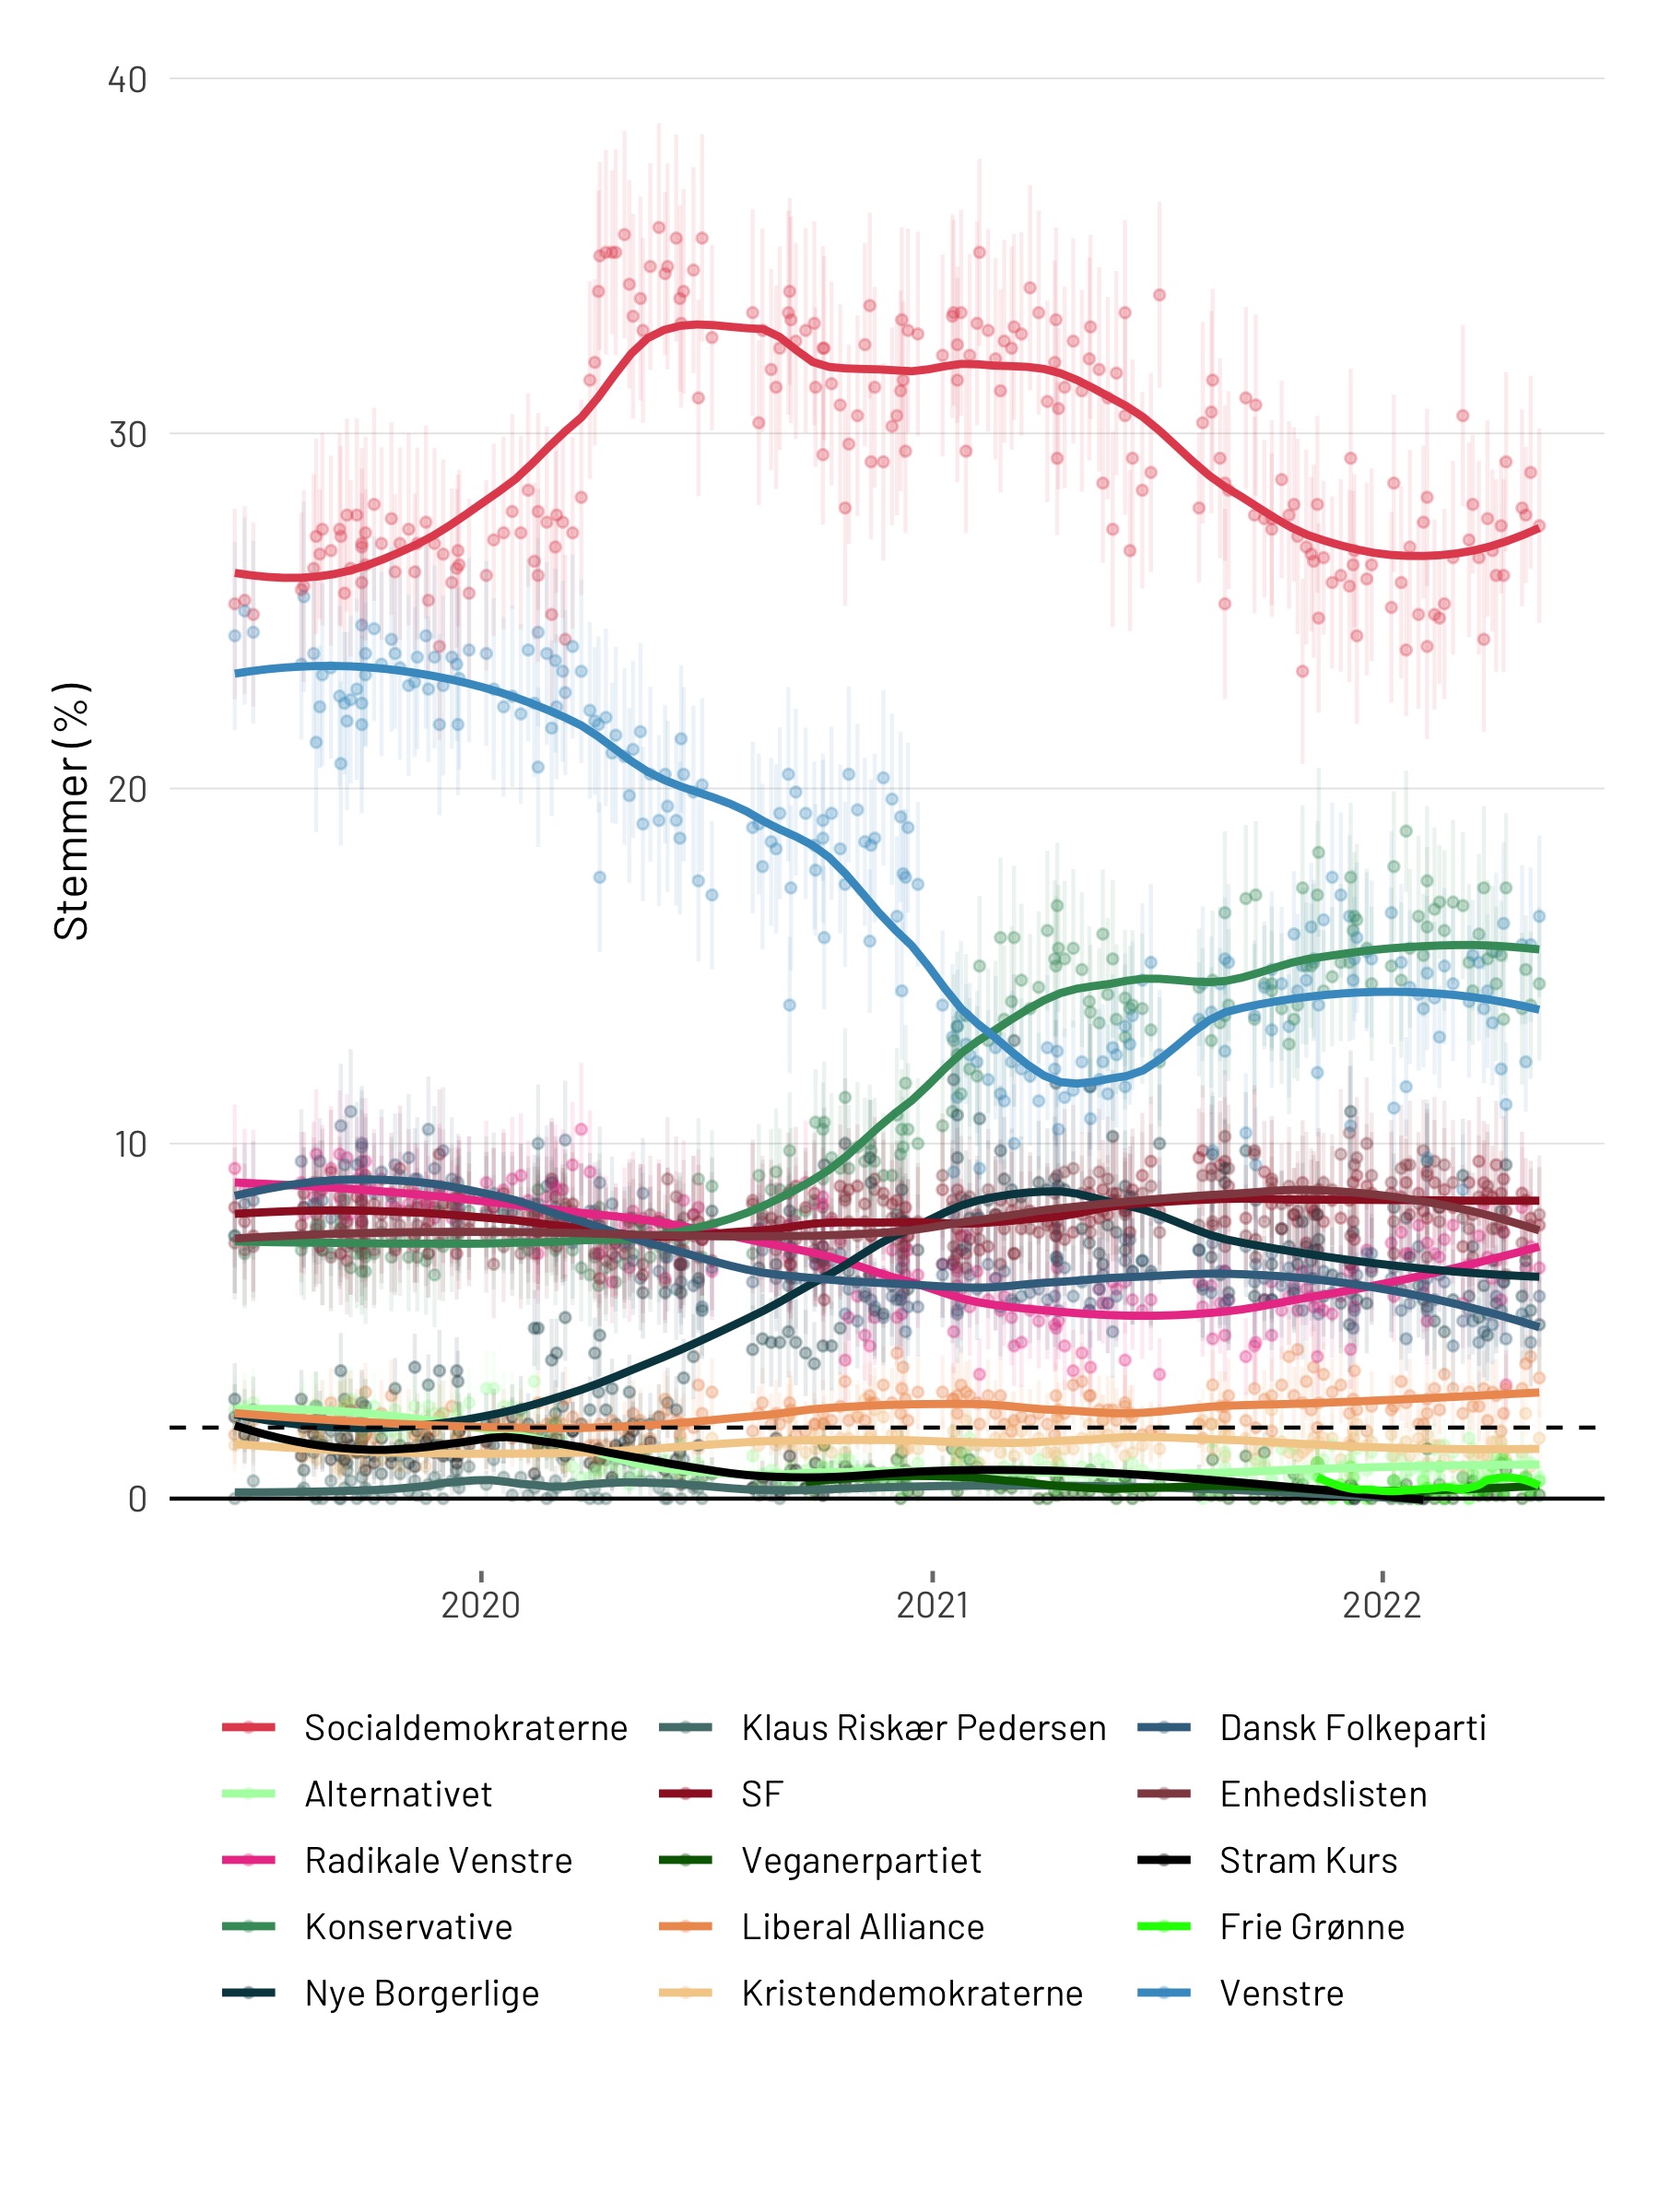 40
30
20
10
0
Stemmer (%)
2020 2021 2022
Socialdemokraterne Klaus Riskær Pedersen Dansk Folkeparti
Alternativet SF Enhedslisten
Radikale Venstre Veganerpartiet Stram Kurs
Konservative Liberal Alliance Frie Grønne
Nye Borgerlige Kristendemokraterne Venstre